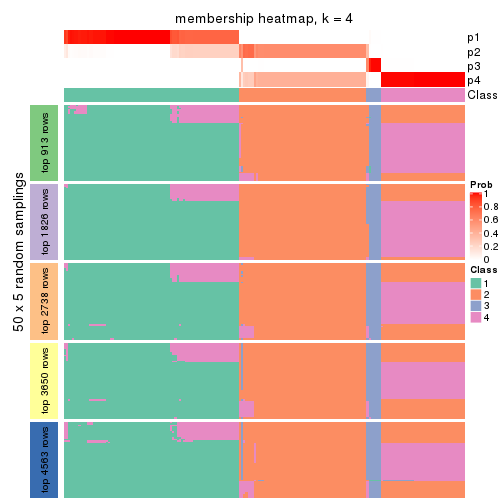 membership heatmap, k = 4
p1
p2
p3
p4
Class
50 x 5 random samplings
top 913 rows
top 1826 rows
top 2738 rows
top 3650 rows
top 4563 rows
Prob
1
0.8
0.6
0.4
0.2
0
Class
1
2
3
4